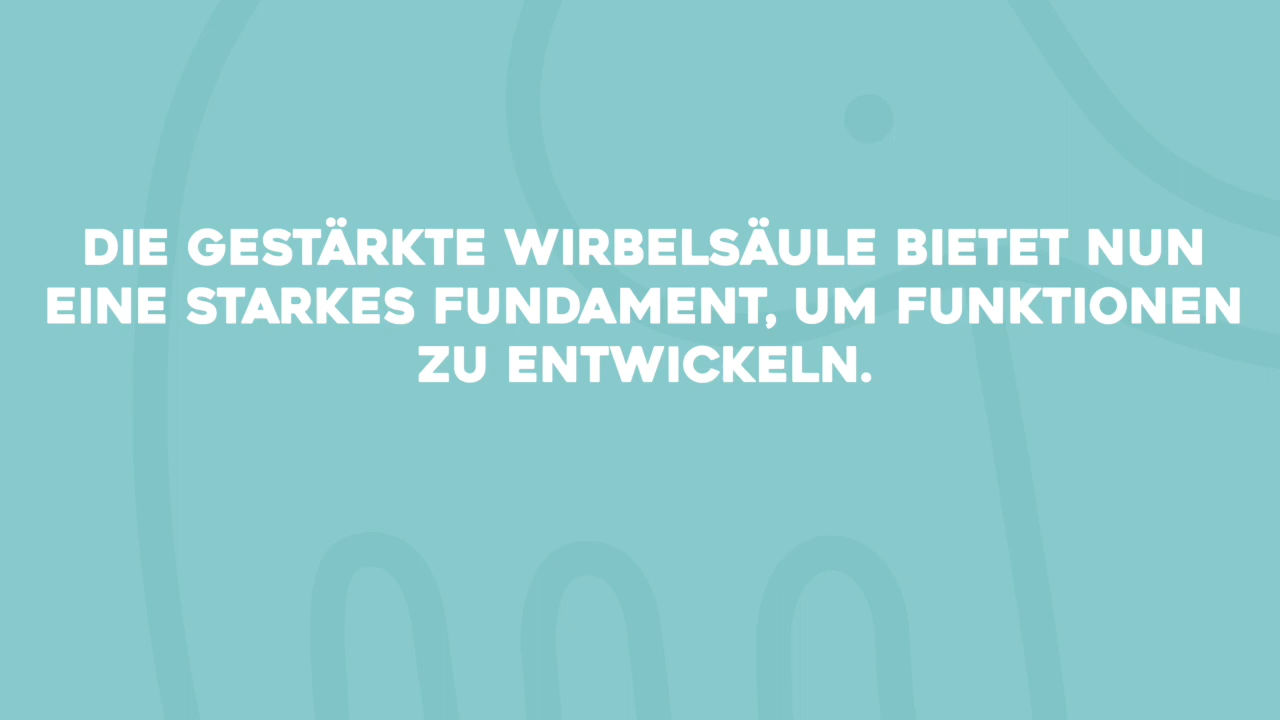 DIE GESTÄRKTE WIRBELSÄULE BIETET NUN
EINE STARKES FUNDAMENT, UM FUNKTIONEN
ZU ENTWICKELN.